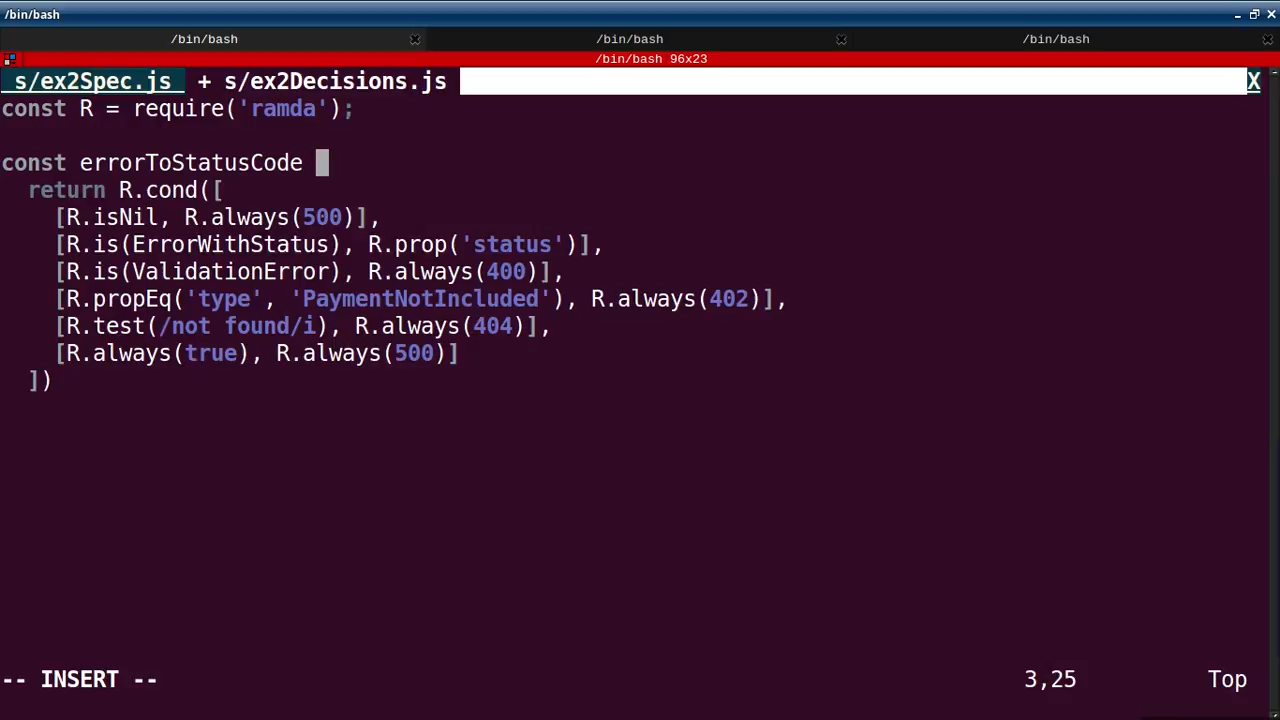 /bin/bash
/bin/bash /bin/bash /bin/bash
/bin/bash 96x23
s/ex2Spec.js + s/ex2Decisions.js X
const R = require('ramda');
const errorToStatusCode
  return R.cond([
    [R.isNil, R.always(500)],
    [R.is(ErrorWithStatus), R.prop('status')],
    [R.is(ValidationError), R.always(400)],
    [R.propEq('type', 'PaymentNotIncluded'), R.always(402)],
    [R.test(/not found/i), R.always(404)],
    [R.always(true), R.always(500)]
  ])
-- INSERT -- 3,25 Top